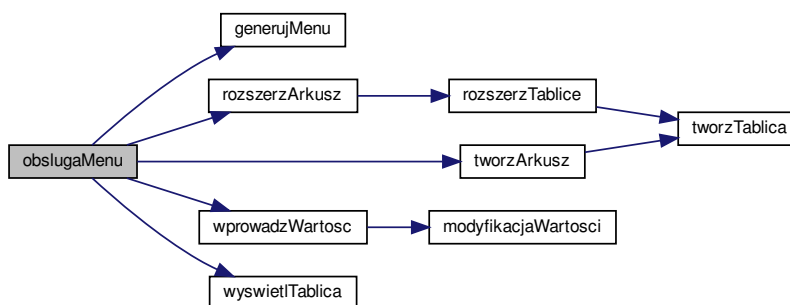 generujMenu
rozszerzArkusz
rozszerzTablice
tworzTablica
obslugaMenu
tworzArkusz
wprowadzWartosc
modyfikacjaWartosci
wyswietlTablica